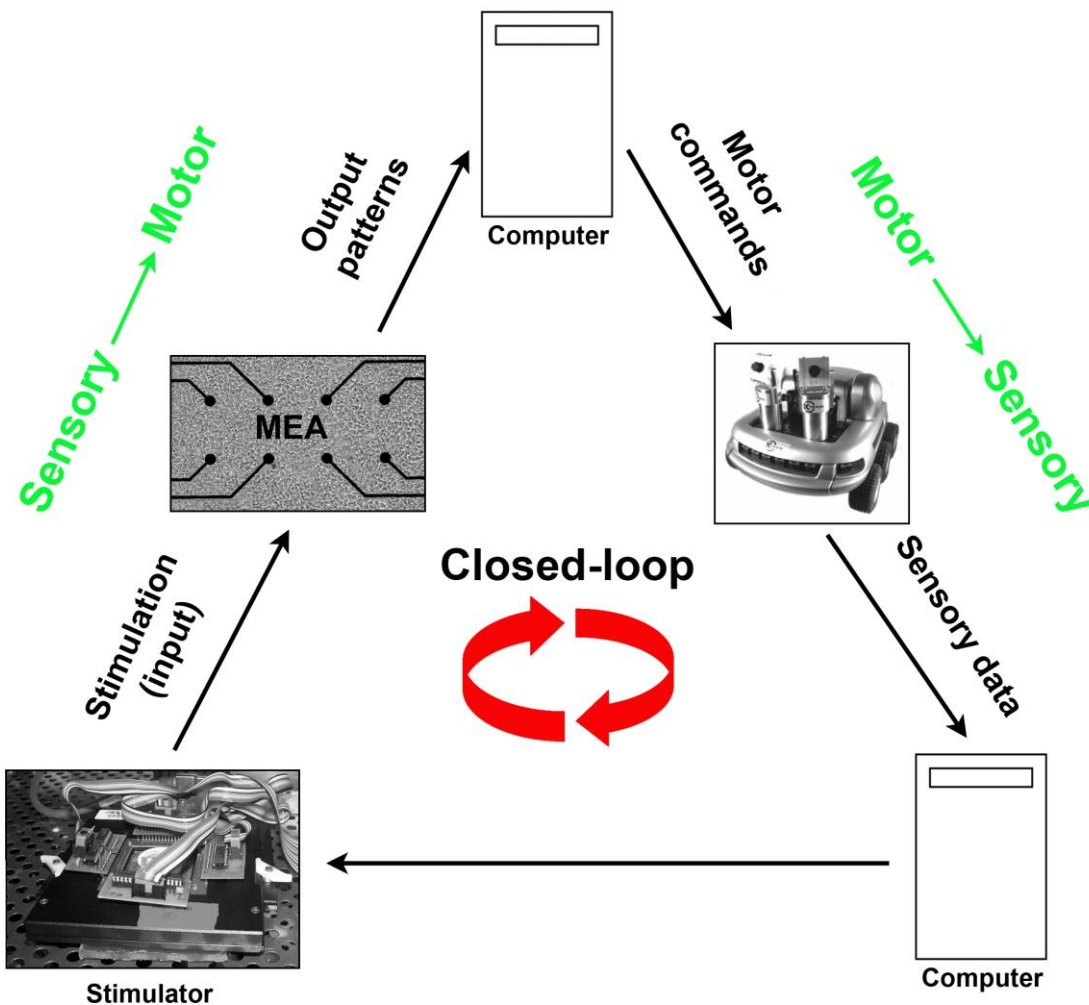 Computer
Output
patterns
Motor
commands
Sensory
Motor
Motor
Sensory
MEA
Closed-loop
Stimulation
(input)
Sensory data
Stimulator
Computer